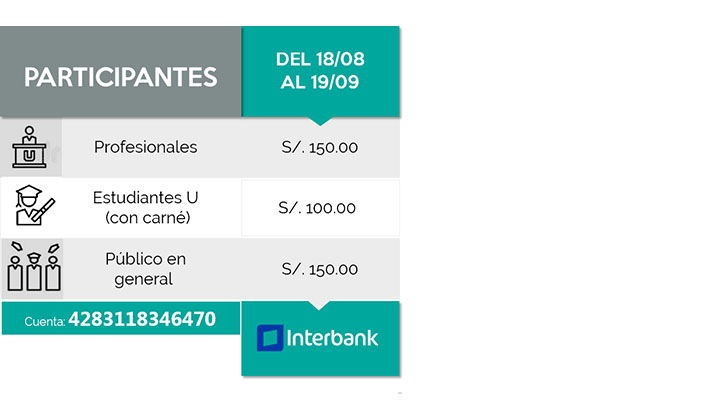 PARTICIPANTES
DEL 18/08
AL 19/09
Profesionales
S/. 150.00
Estudiantes U
(con carné)
S/. 100.00
Público en
general
S/. 150.00
Cuenta: 4283118346470
Interbank